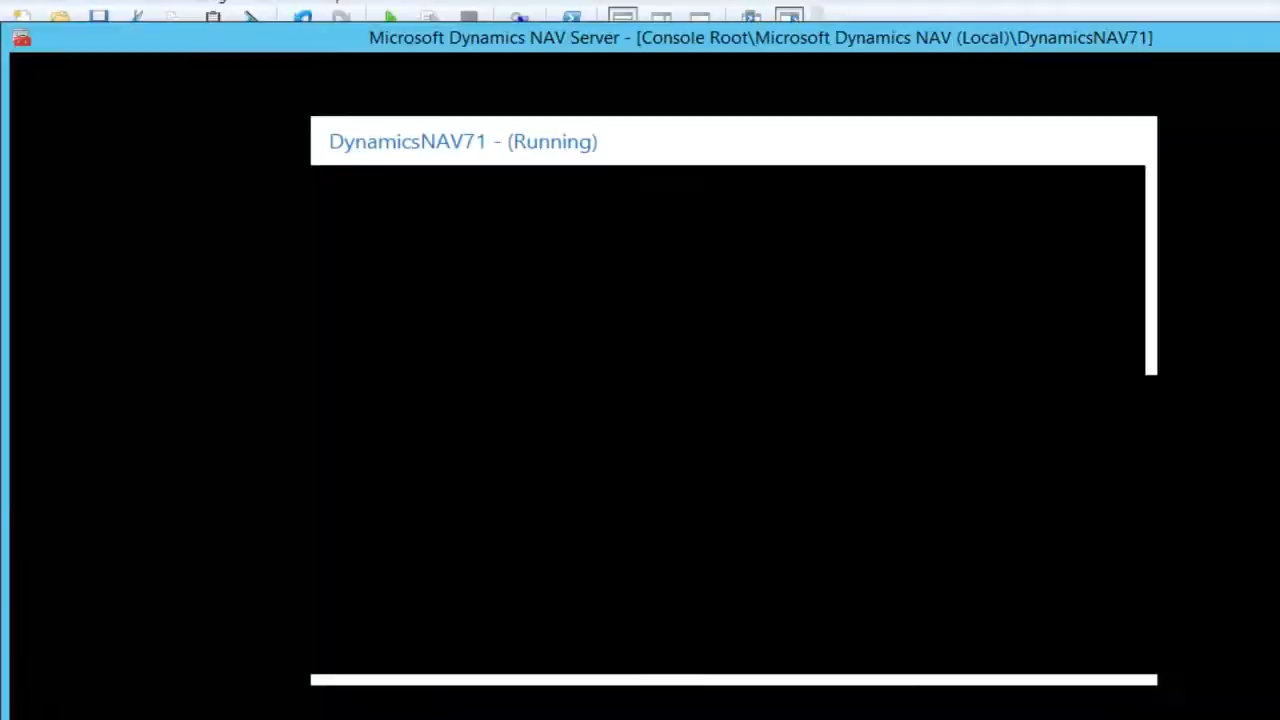 Microsoft Dynamics NAV Server - [Console Root\Microsoft Dynamics NAV (Local)\DynamicsNAV71]
DynamicsNAV71 - (Running)